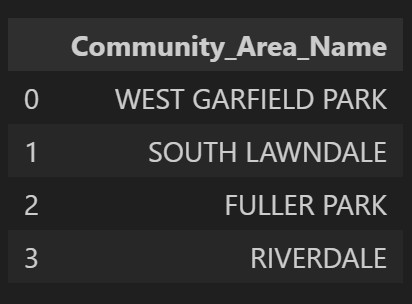 Community_Area_Name
0 WEST GARFIELD PARK
1 SOUTH LAWNDALE
2 FULLER PARK
3 RIVERDALE